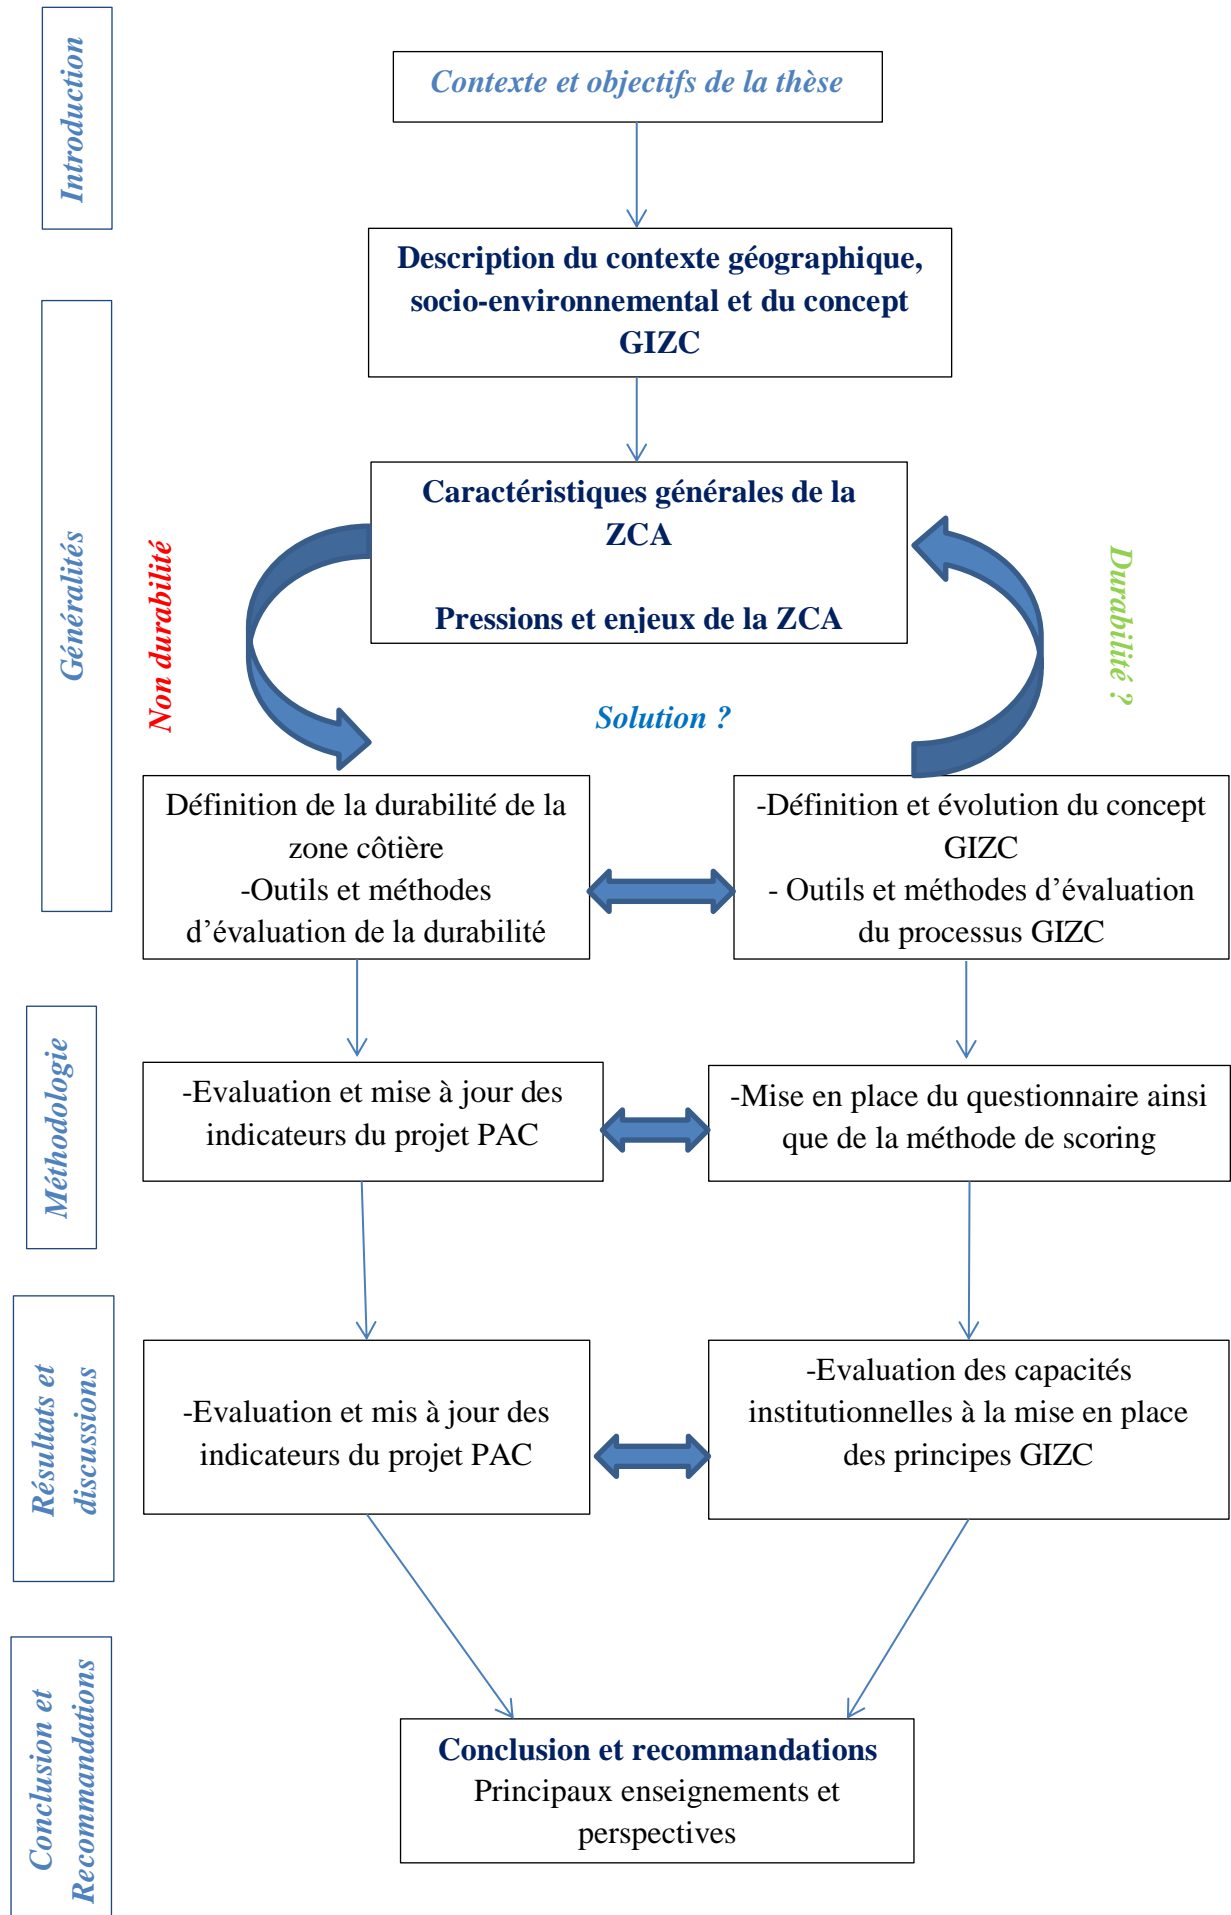 Introduction
Contexte et objectifs de la thèse
Description du contexte géographique,
socio-environnemental et du concept
GIZC
Généralités
Caractéristiques générales de la
ZCA
Pressions et enjeux de la ZCA
Non durabilité
Solution ?
Durabilité ?
Définition de la durabilité de la
zone côtière
-Outils et méthodes
d’évaluation de la durabilité
-Définition et évolution du concept
GIZC
- Outils et méthodes d’évaluation
du processus GIZC
Méthodologie
-Evaluation et mise à jour des
indicateurs du projet PAC
-Mise en place du questionnaire ainsi
que de la méthode de scoring
Résultats et
discussions
-Evaluation et mis à jour des
indicateurs du projet PAC
-Evaluation des capacités
institutionnelles à la mise en place
des principes GIZC
Conclusion et
Recommandations
Conclusion et recommandations
Principaux enseignements et
perspectives